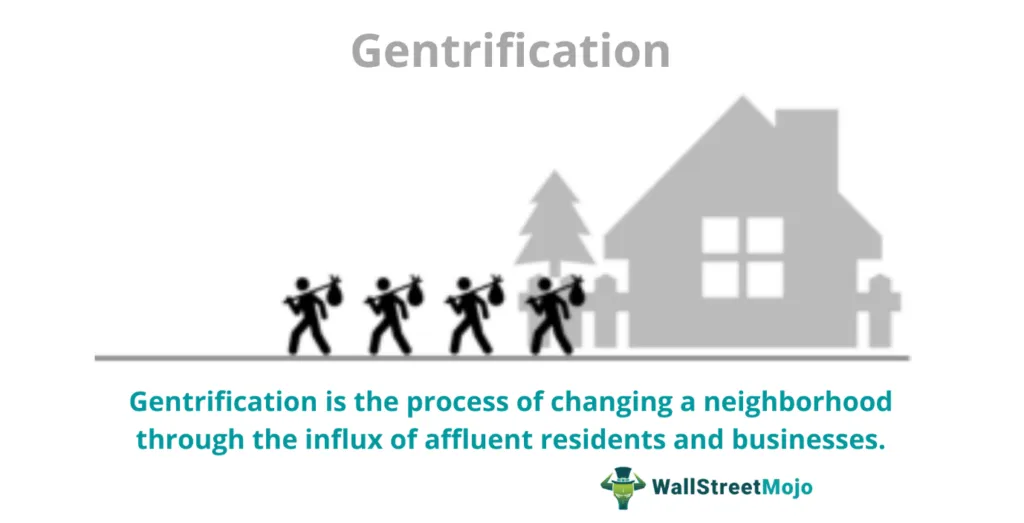 Gentrification
Gentrification is the process of changing a neighborhood
through the influx of affluent residents and businesses.
WallStreetMojo